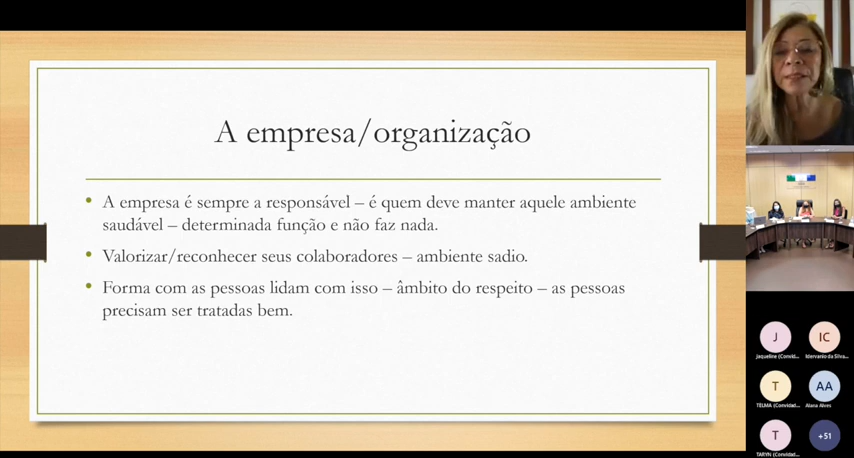 A empresa/organização
• A empresa é sempre a responsável – é quem deve manter aquele ambiente
saudável – determinada função e não faz nada.
• Valorizar/reconhecer seus colaboradores – ambiente sadio.
• Forma com as pessoas lidam com isso – âmbito do respeito – as pessoas
precisam ser tratadas bem.
J
IC
Jaqueline (Convid...
Idervanio da Silva...
T
AA
TELMA (Convidad...
Alana Alves
T
+51
TARYN (Convidad...